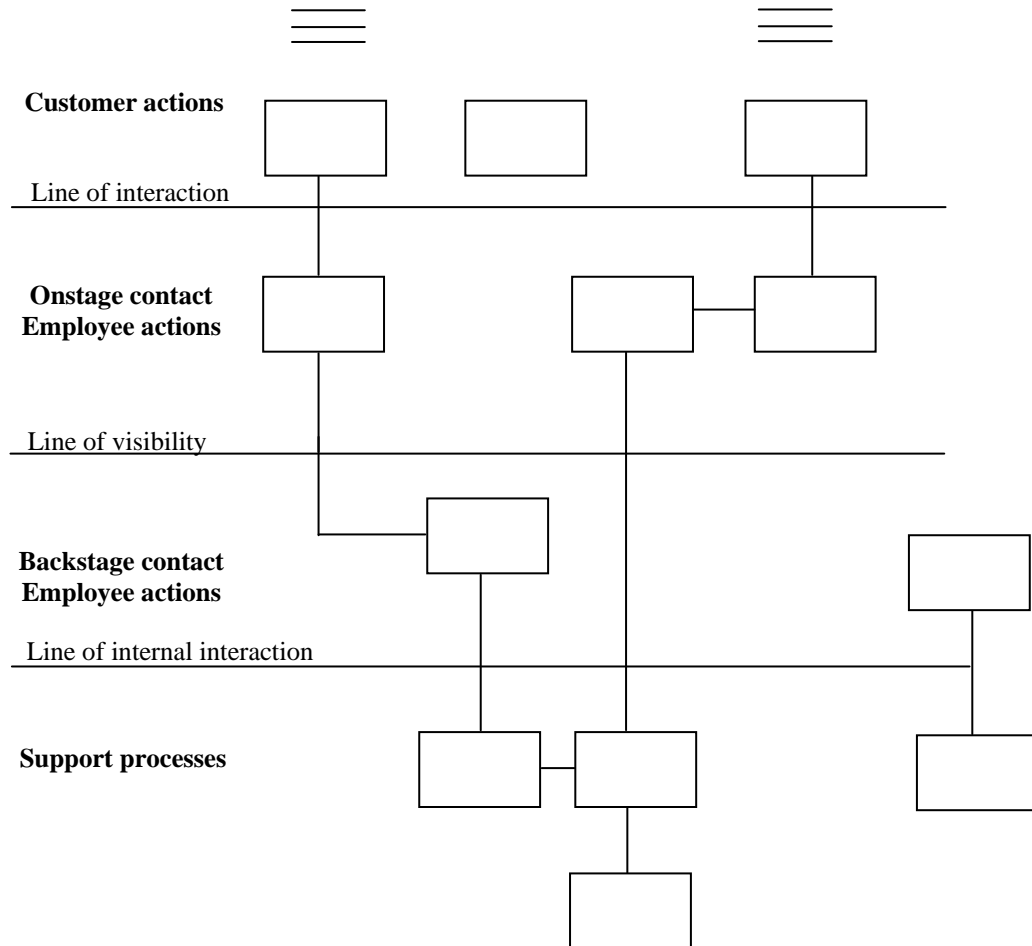 Customer actions
Line of interaction
Onstage contact
Employee actions
Line of visibility
Backstage contact
Employee actions
Line of internal interaction
Support processes